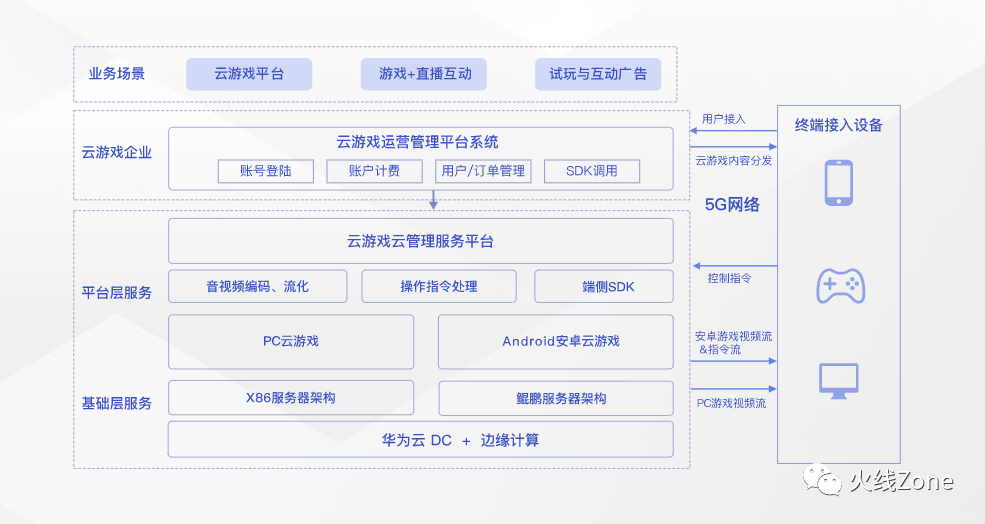 业务场景
云游戏平台
游戏+直播互动
试玩与互动广告
云游戏企业
云游戏运营管理平台系统
账号登陆
账户计费
用户/订单管理
SDK调用
用户接入
云游戏内容分发
终端接入设备
5G网络
平台层服务
云游戏云管理服务平台
音视频编码、流化
操作指令处理
端侧SDK
控制指令
PC云游戏
Android安卓云游戏
安卓游戏视频流
&指令流
基础层服务
X86服务器架构
鲲鹏服务器架构
PC游戏视频流
华为云 DC + 边缘计算
火线Zone